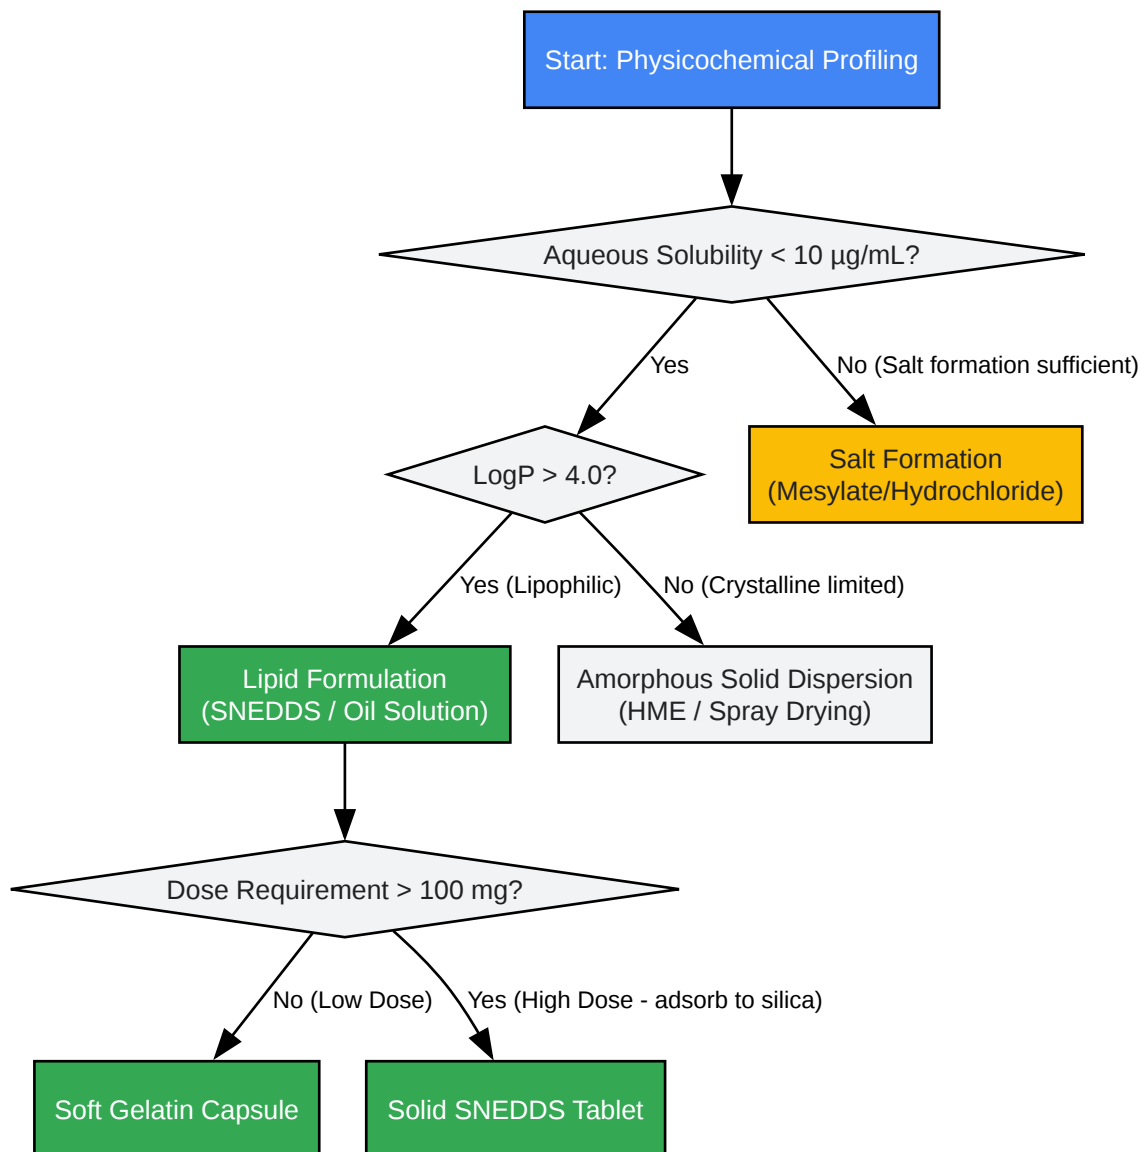 Start: Physicochemical Profiling
Aqueous Solubility < 10 µg/mL?
Yes
No (Salt formation sufficient)
LogP > 4.0?
Salt Formation
(Mesylate/Hydrochloride)
Yes (Lipophilic)
No (Crystalline limited)
Lipid Formulation
(SNEDDS / Oil Solution)
Amorphous Solid Dispersion
(HME / Spray Drying)
Dose Requirement > 100 mg?
No (Low Dose)
Yes (High Dose - adsorb to silica)
Soft Gelatin Capsule
Solid SNEDDS Tablet